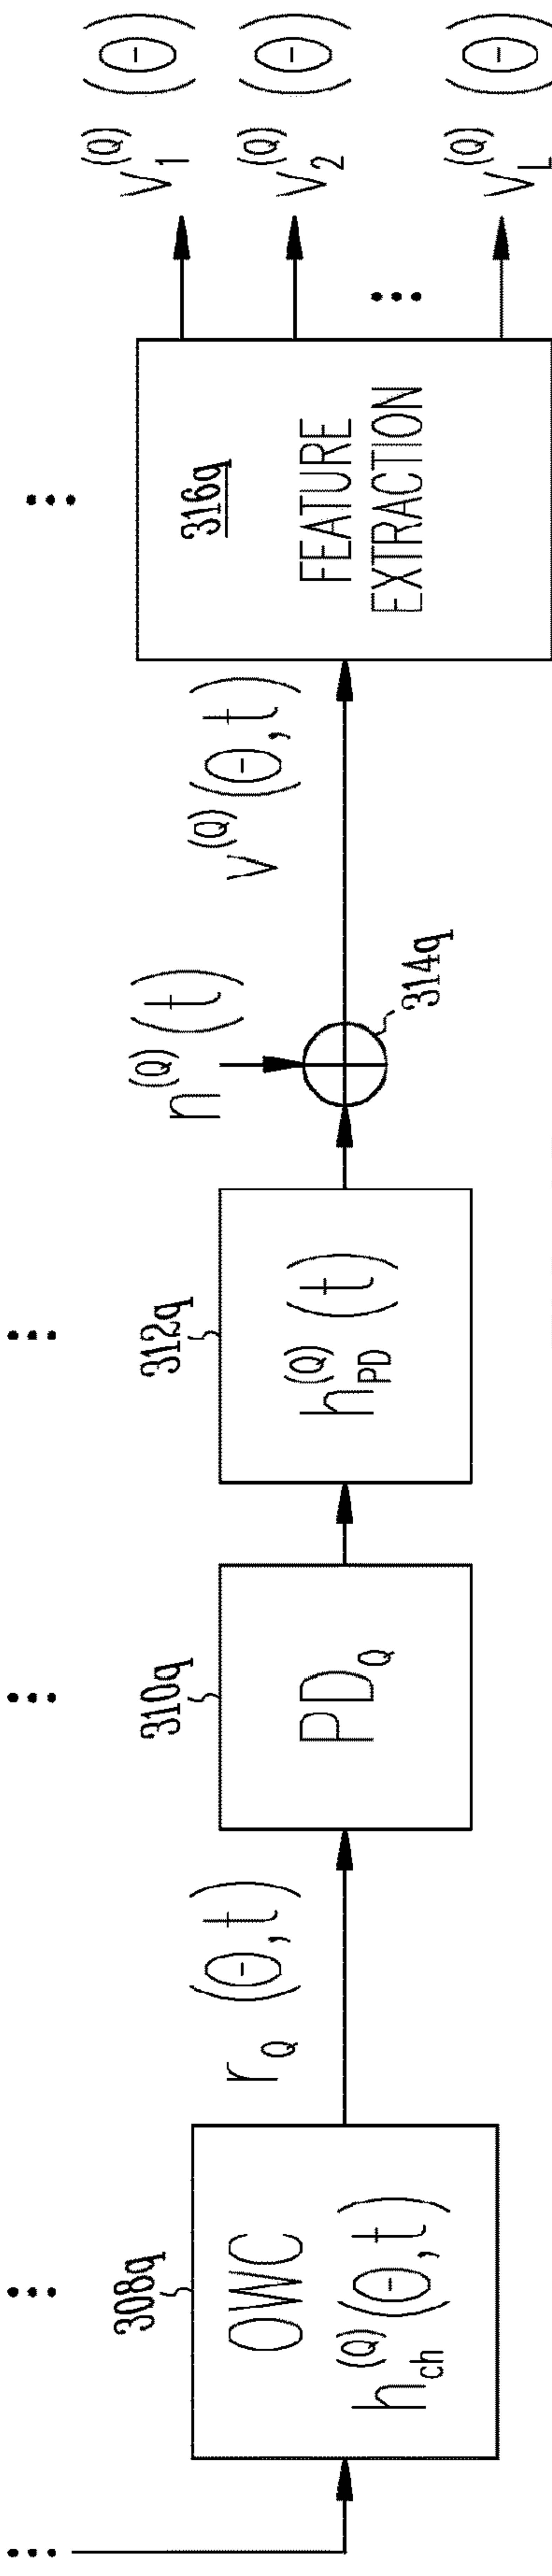 308q
OWC
h_ch^(Q)(Θ,t)
r_Q(Θ,t)
310q
PD_Q
312q
h_PD^(Q)(t)
n^(Q)(t)
314q
v^(Q)(Θ,t)
316q
FEATURE
EXTRACTION
v_1^(Q)(Θ)
v_2^(Q)(Θ)
v_L^(Q)(Θ)